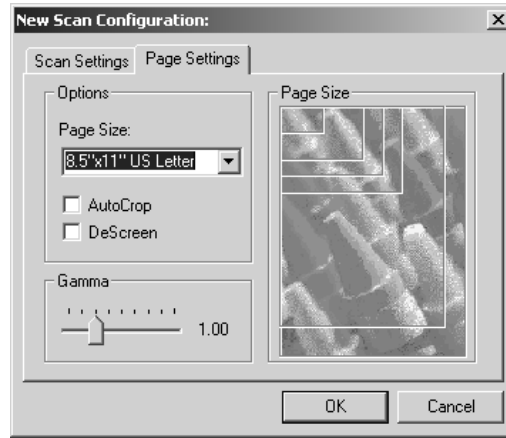 New Scan Configuration:
Scan Settings
Page Settings
Options
Page Size:
8.5"x11" US Letter
AutoCrop
DeScreen
Gamma
1.00
Page Size
OK
Cancel